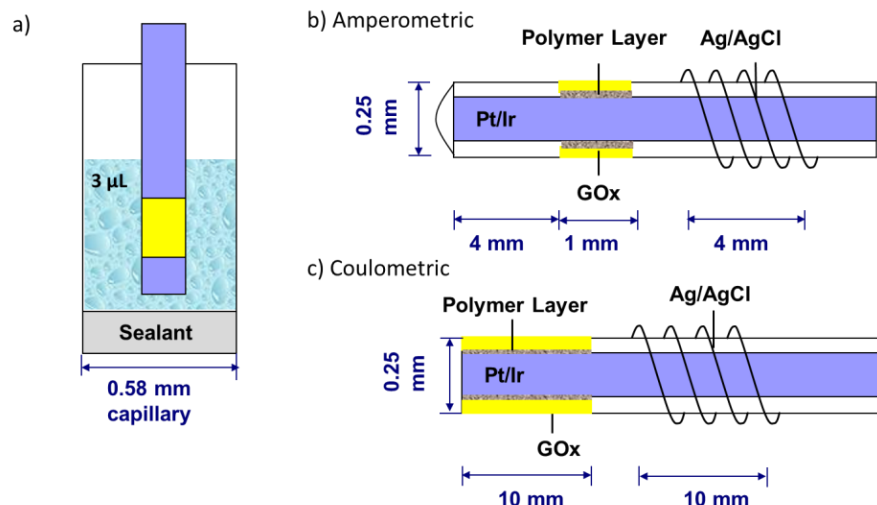 a)
3 µL
Sealant
0.58 mm
capillary
b) Amperometric
Polymer Layer
Ag/AgCl
0.25
mm
Pt/Ir
GOx
4 mm
1 mm
4 mm
c) Coulometric
Polymer Layer
Ag/AgCl
0.25
mm
Pt/Ir
GOx
10 mm
10 mm